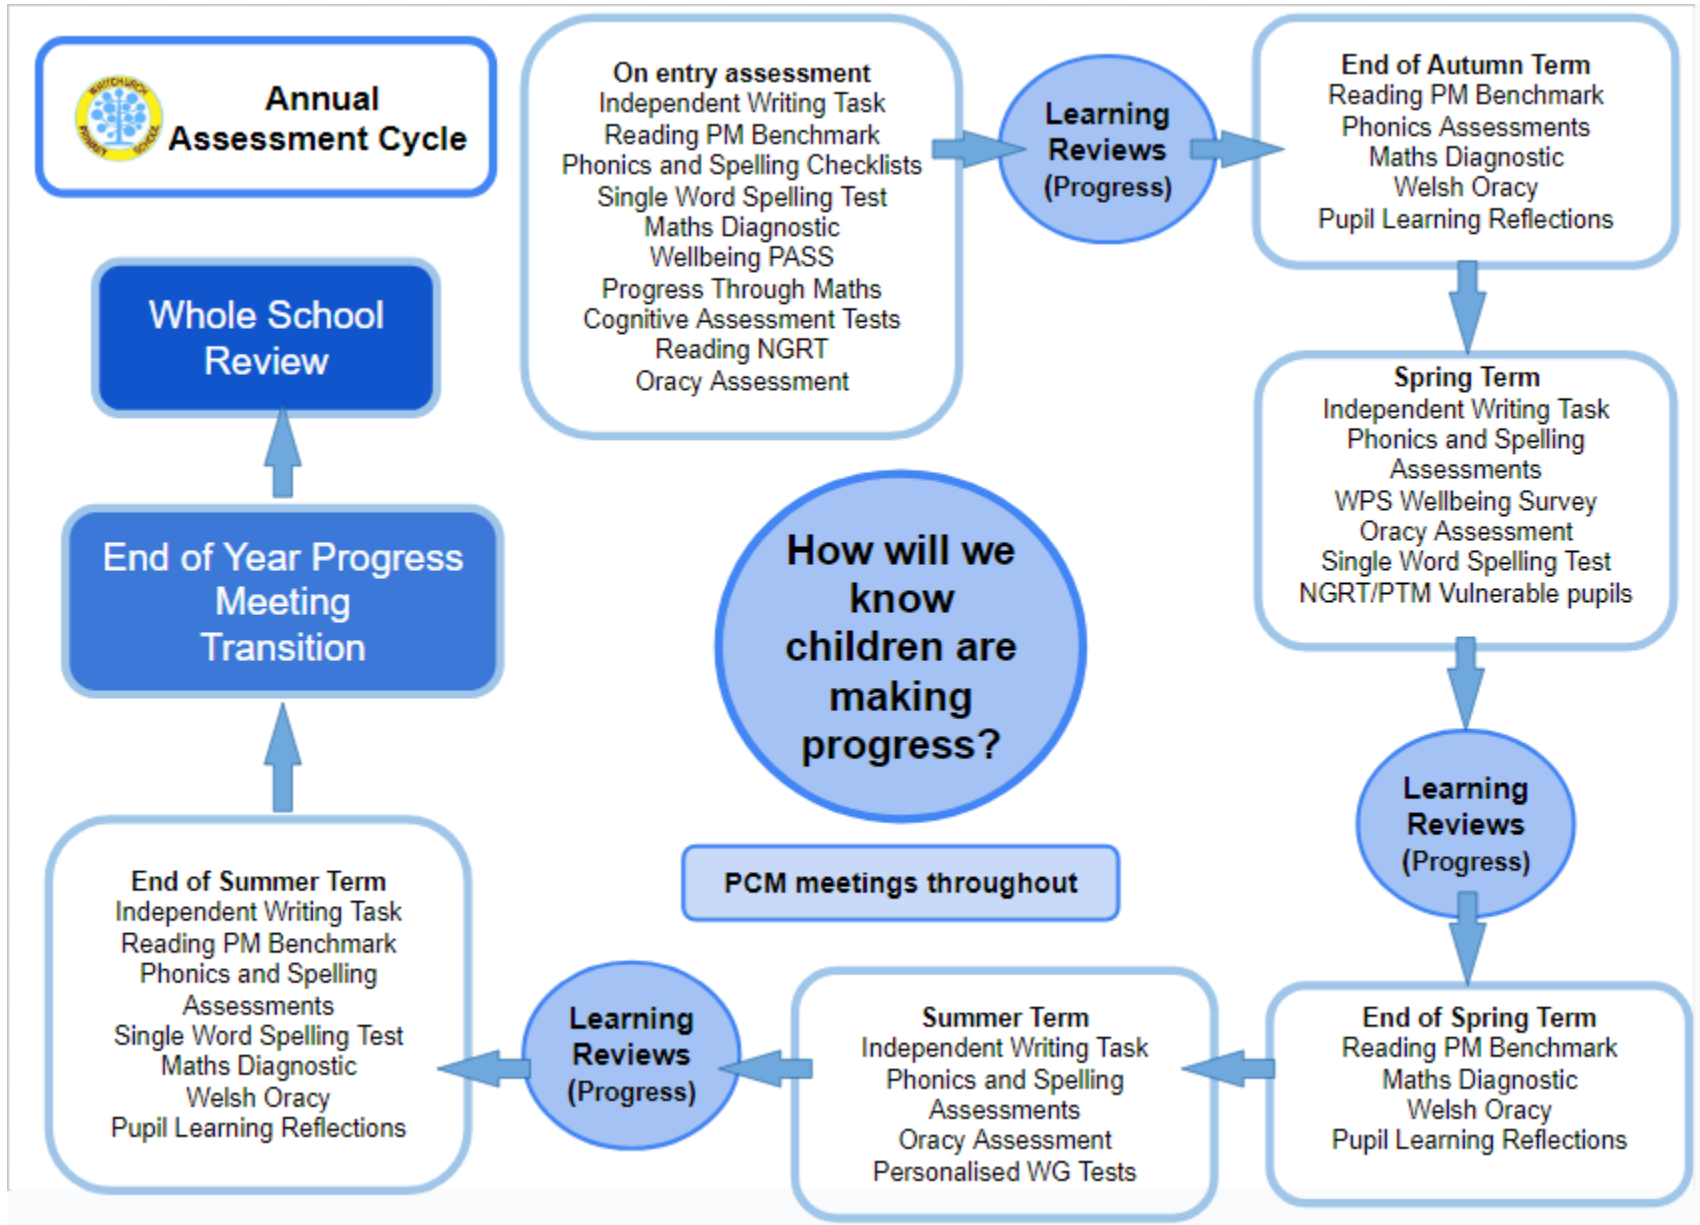 WHITCHURCH
PRIMARY SCHOOL
Annual
Assessment Cycle
On entry assessment
Independent Writing Task
Reading PM Benchmark
Phonics and Spelling Checklists
Single Word Spelling Test
Maths Diagnostic
Wellbeing PASS
Progress Through Maths
Cognitive Assessment Tests
Reading NGRT
Oracy Assessment
Learning
Reviews
(Progress)
End of Autumn Term
Reading PM Benchmark
Phonics Assessments
Maths Diagnostic
Welsh Oracy
Pupil Learning Reflections
Spring Term
Independent Writing Task
Phonics and Spelling
Assessments
WPS Wellbeing Survey
Oracy Assessment
Single Word Spelling Test
NGRT/PTM Vulnerable pupils
Learning
Reviews
(Progress)
End of Spring Term
Reading PM Benchmark
Maths Diagnostic
Welsh Oracy
Pupil Learning Reflections
Summer Term
Independent Writing Task
Phonics and Spelling
Assessments
Oracy Assessment
Personalised WG Tests
Learning
Reviews
(Progress)
End of Summer Term
Independent Writing Task
Reading PM Benchmark
Phonics and Spelling
Assessments
Single Word Spelling Test
Maths Diagnostic
Welsh Oracy
Pupil Learning Reflections
End of Year Progress
Meeting
Transition
Whole School
Review
How will we
know
children are
making
progress?
PCM meetings throughout